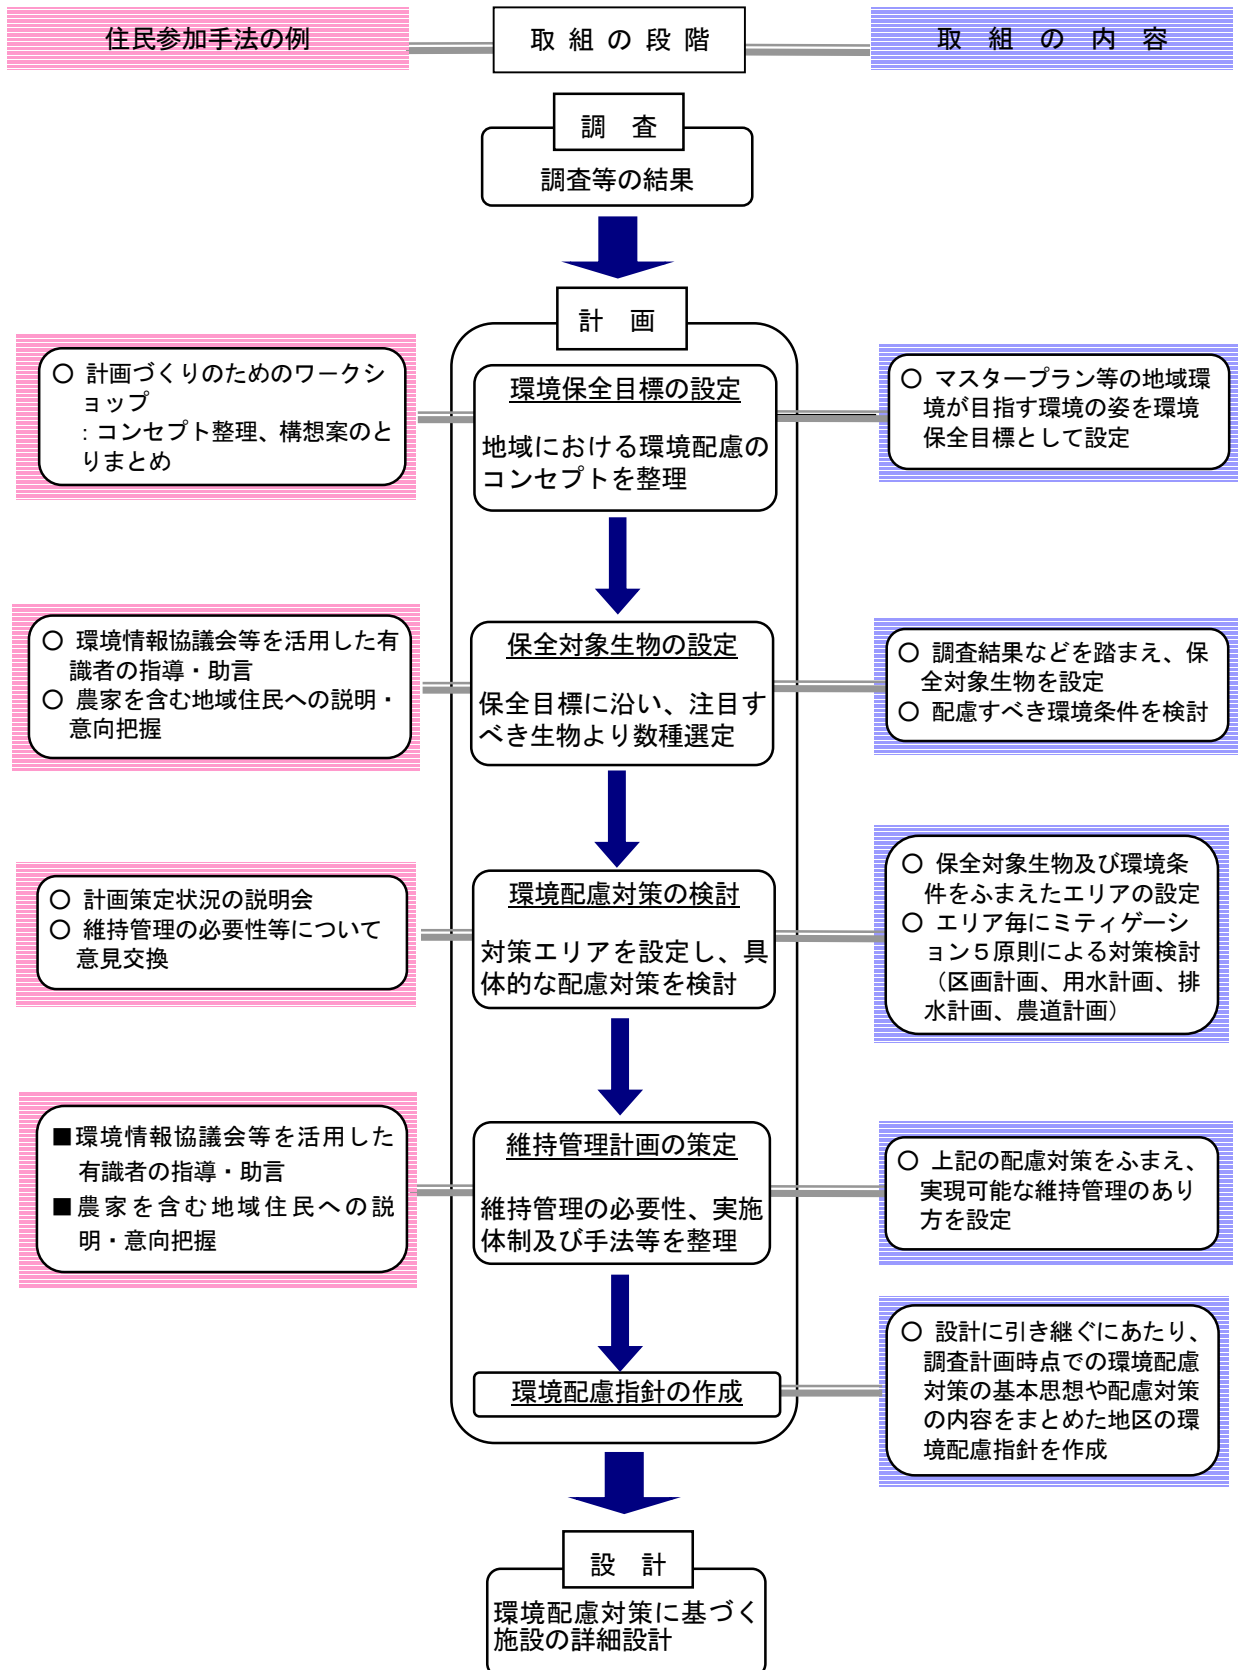 住民参加手法の例
取組の段階
取組の内容
調 査
調査等の結果
計 画
○ 計画づくりのためのワークシ
ョップ
：コンセプト整理、構想案のと
りまとめ
環境保全目標の設定
地域における環境配慮の
コンセプトを整理
○ マスタープラン等の地域環
境が目指す環境の姿を環境
保全目標として設定
○ 環境情報協議会等を活用した有
識者の指導・助言
○ 農家を含む地域住民への説明・
意向把握
保全対象生物の設定
保全目標に沿い、注目す
べき生物より数種選定
○ 調査結果などを踏まえ、保
全対象生物を設定
○ 配慮すべき環境条件を検討
○ 計画策定状況の説明会
○ 維持管理の必要性等について
意見交換
環境配慮対策の検討
対策エリアを設定し、具
体的な配慮対策を検討
○ 保全対象生物及び環境条
件をふまえたエリアの設定
○ エリア毎にミティゲーシ
ョン５原則による対策検討
（区画計画、用水計画、排
水計画、農道計画）
■環境情報協議会等を活用した
有識者の指導・助言
■農家を含む地域住民への説
明・意向把握
維持管理計画の策定
維持管理の必要性、実施
体制及び手法等を整理
○ 上記の配慮対策をふまえ、
実現可能な維持管理のあり
方を設定
環境配慮指針の作成
○ 設計に引き継ぐにあたり、
調査計画時点での環境配慮
対策の基本思想や配慮対策
の内容をまとめた地区の環
境配慮指針を作成
設 計
環境配慮対策に基づく
施設の詳細設計